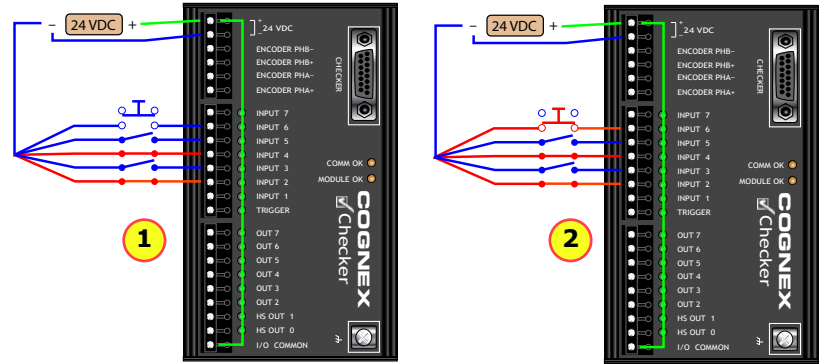 − 24 VDC +
+
− 24 VDC
ENCODER PHB−
ENCODER PHB+
ENCODER PHA−
ENCODER PHA+
CHECKER
INPUT 7
INPUT 6
INPUT 5
INPUT 4
INPUT 3
INPUT 2
INPUT 1
TRIGGER
COMM OK
MODULE OK
OUT 7
OUT 6
OUT 5
OUT 4
OUT 3
OUT 2
HS OUT 1
HS OUT 0
I/O COMMON
COGNEX
Checker
1
− 24 VDC +
+
− 24 VDC
ENCODER PHB−
ENCODER PHB+
ENCODER PHA−
ENCODER PHA+
CHECKER
INPUT 7
INPUT 6
INPUT 5
INPUT 4
INPUT 3
INPUT 2
INPUT 1
TRIGGER
COMM OK
MODULE OK
OUT 7
OUT 6
OUT 5
OUT 4
OUT 3
OUT 2
HS OUT 1
HS OUT 0
I/O COMMON
COGNEX
Checker
2